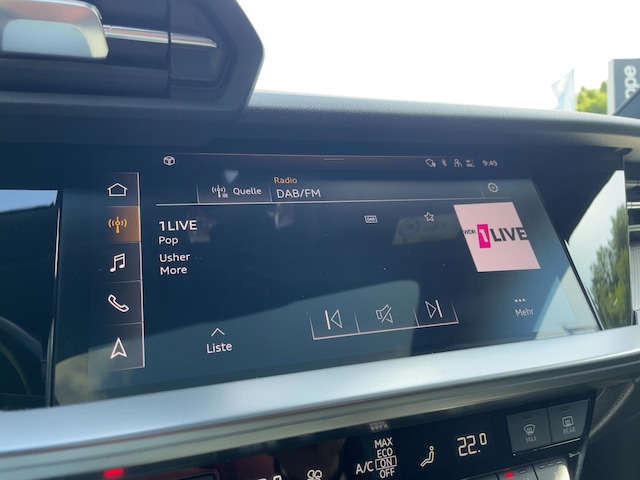 9:49
Quelle
Radio
DAB/FM
1LIVE
Pop
Usher
More
WDR 1LIVE
Liste
Mehr
MAX
ECO
A/C ON
OFF
22.0
MAX
REAR